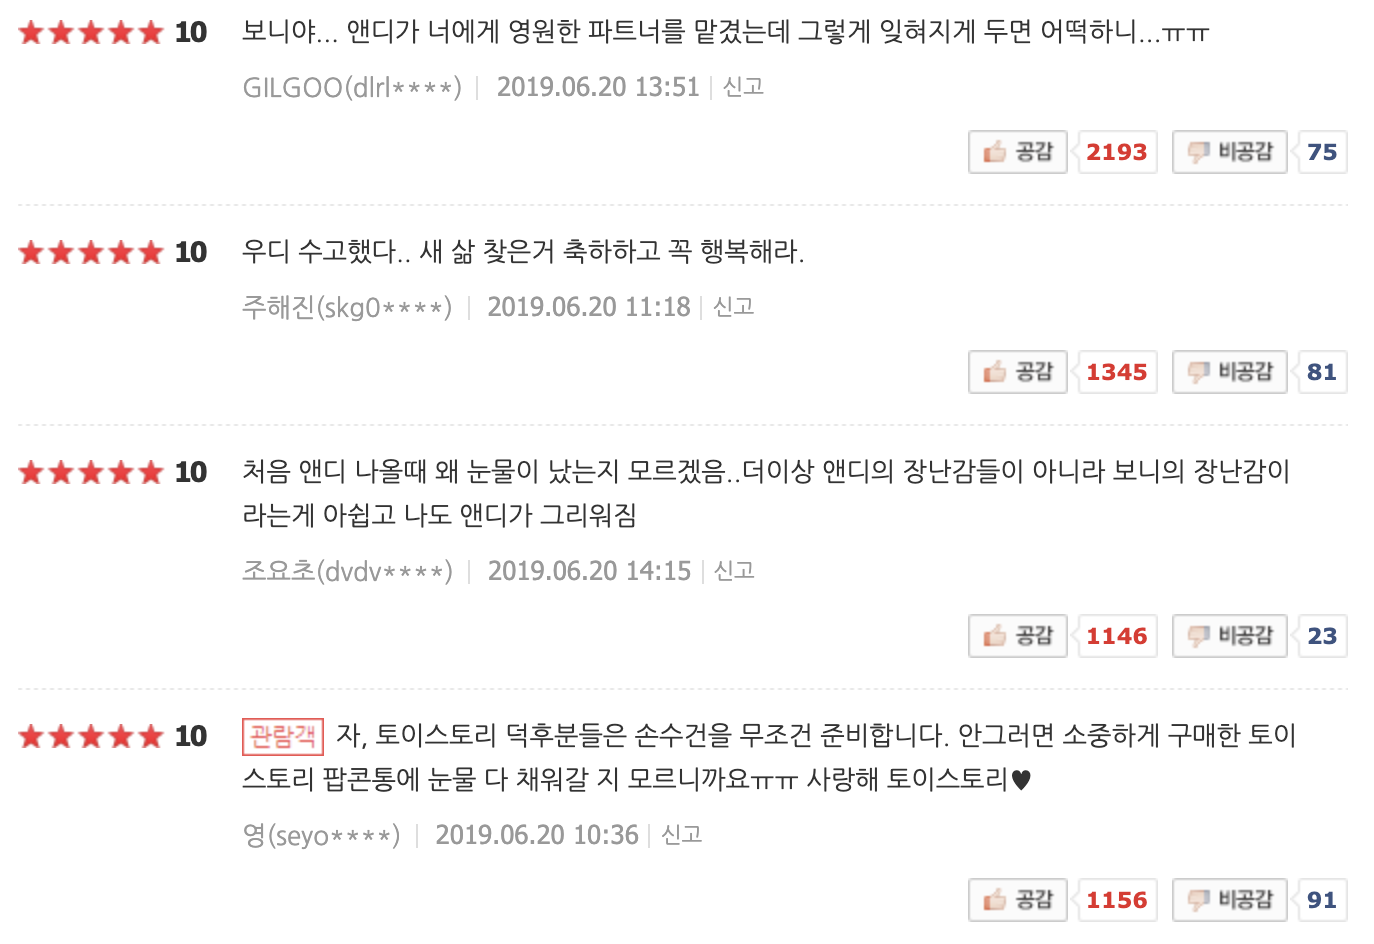 ★★★★★ 10 보니야... 앤디가 너에게 영원한 파트너를 맡겼는데 그렇게 잊혀지게 두면 어떡하니...ㅠㅠ
GILGOO(dlrl****) | 2019.06.20 13:51 | 신고
공감 2193 비공감 75
★★★★★ 10 우디 수고했다.. 새 삶 찾은거 축하하고 꼭 행복해라.
주해진(skg0****) | 2019.06.20 11:18 | 신고
공감 1345 비공감 81
★★★★★ 10 처음 앤디 나올때 왜 눈물이 났는지 모르겠음..더이상 앤디의 장난감들이 아니라 보니의 장난감이
라는게 아쉽고 나도 앤디가 그리워짐
조요초(dvdv****) | 2019.06.20 14:15 | 신고
공감 1146 비공감 23
★★★★★ 10 관람객 자, 토이스토리 덕후분들은 손수건을 무조건 준비합니다. 안그러면 소중하게 구매한 토이
스토리 팝콘통에 눈물 다 채워갈 지 모르니까요ㅠㅠ 사랑해 토이스토리♥
영(seyo****) | 2019.06.20 10:36 | 신고
공감 1156 비공감 91